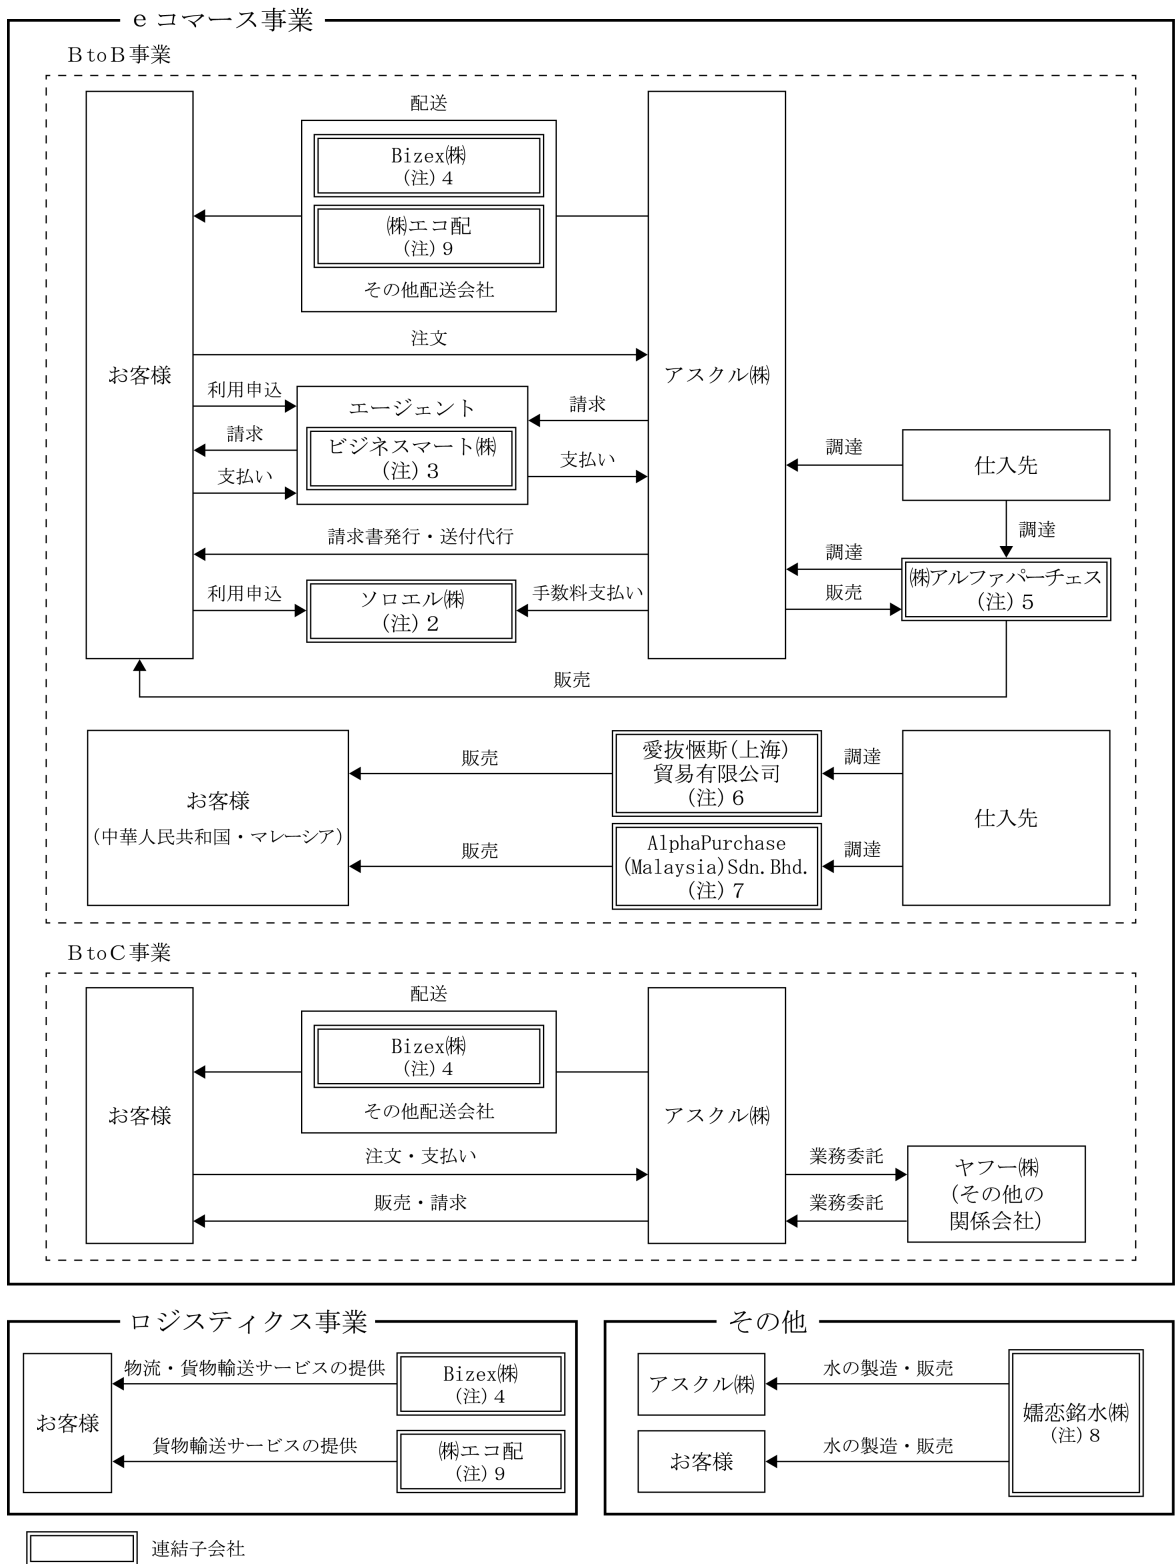 eコマース事業
BtoB事業
配送
Bizex㈱
(注)4
㈱エコ配
(注)9
その他配送会社
お客様
注文
アスクル㈱
利用申込
エージェント
請求
請求
ビジネスマート㈱
(注)3
支払い
支払い
調達
仕入先
調達
請求書発行・送付代行
調達
㈱アルファパーチェス
(注)5
利用申込
ソロエル㈱
(注)2
手数料支払い
販売
販売
お客様
(中華人民共和国・マレーシア)
販売
愛抜愜斯(上海)
貿易有限公司
(注)6
調達
仕入先
販売
AlphaPurchase
(Malaysia)Sdn.Bhd.
(注)7
調達
BtoC事業
配送
Bizex㈱
(注)4
その他配送会社
お客様
アスクル㈱
注文・支払い
販売・請求
業務委託
業務委託
ヤフー㈱
(その他の
関係会社)
ロジスティクス事業
お客様
物流・貨物輸送サービスの提供
Bizex㈱
(注)4
貨物輸送サービスの提供
㈱エコ配
(注)9
その他
アスクル㈱
水の製造・販売
嬬恋銘水㈱
(注)8
お客様
水の製造・販売
連結子会社